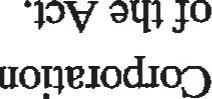 Corporation
of the Act.